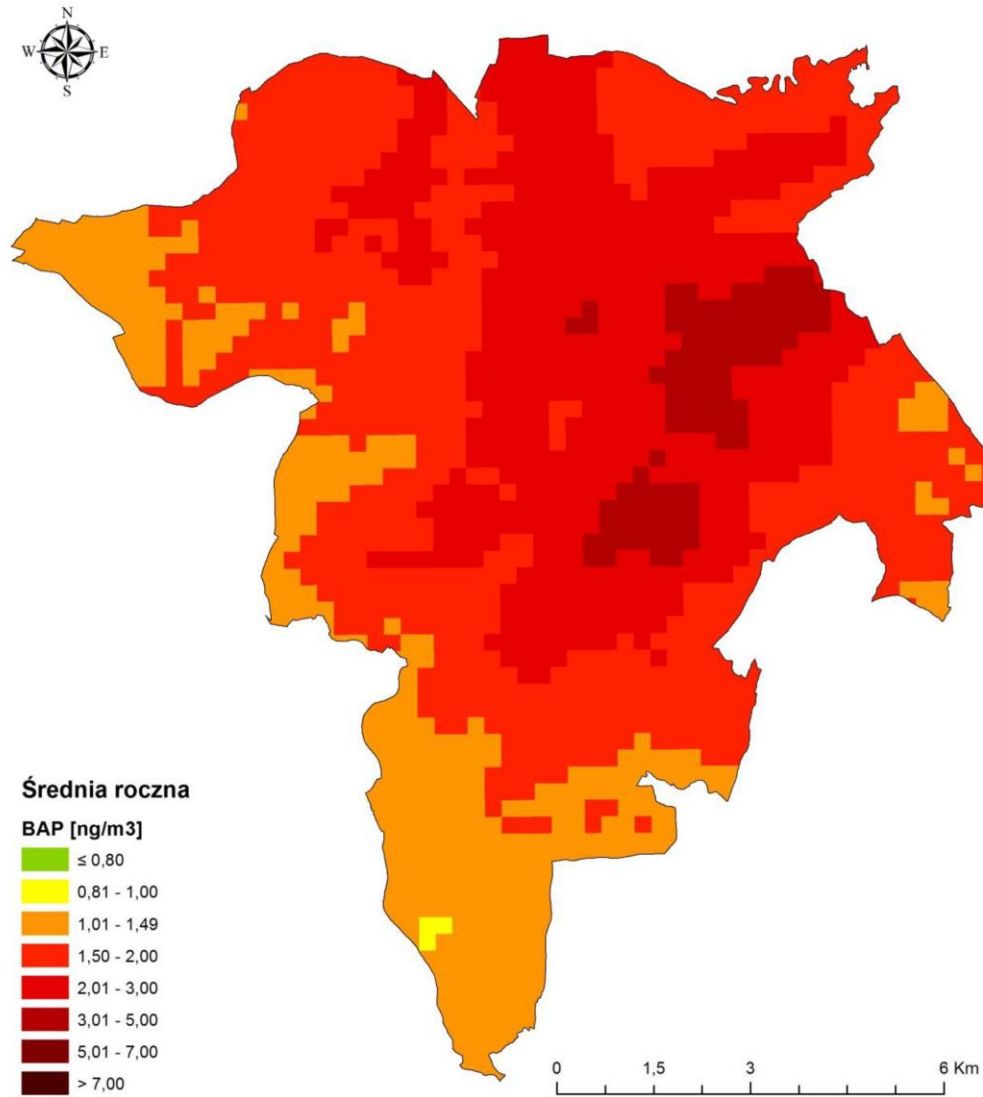 N
W E
S
Średnia roczna
BAP [ng/m3]
≤ 0,80
0,81 - 1,00
1,01 - 1,49
1,50 - 2,00
2,01 - 3,00
3,01 - 5,00
5,01 - 7,00
> 7,00
0 1,5 3 6 Km